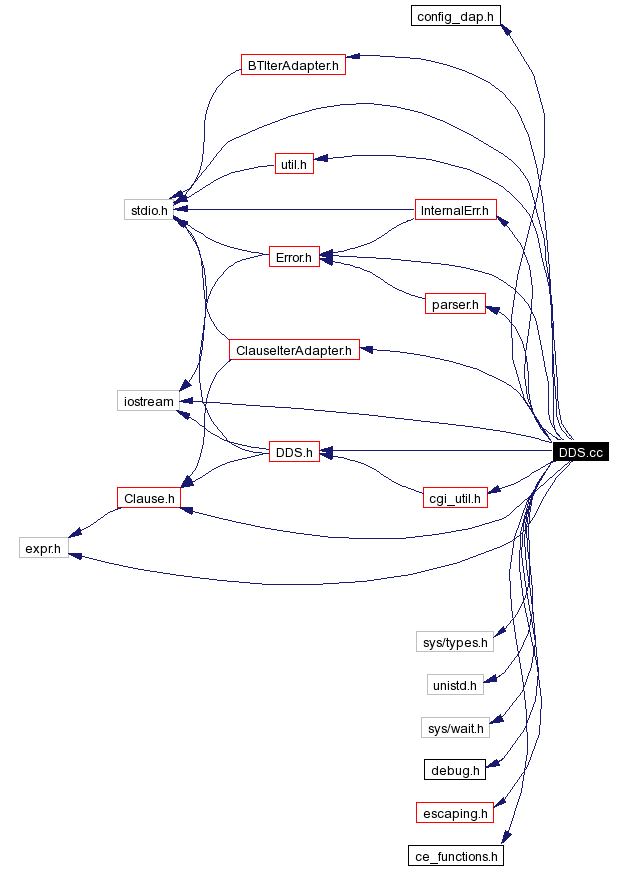 config_dap.h
BTIterAdapter.h
util.h
stdio.h
InternalErr.h
Error.h
parser.h
ClauseIterAdapter.h
iostream
DDS.h
DDS.cc
Clause.h
cgi_util.h
expr.h
sys/types.h
unistd.h
sys/wait.h
debug.h
escaping.h
ce_functions.h